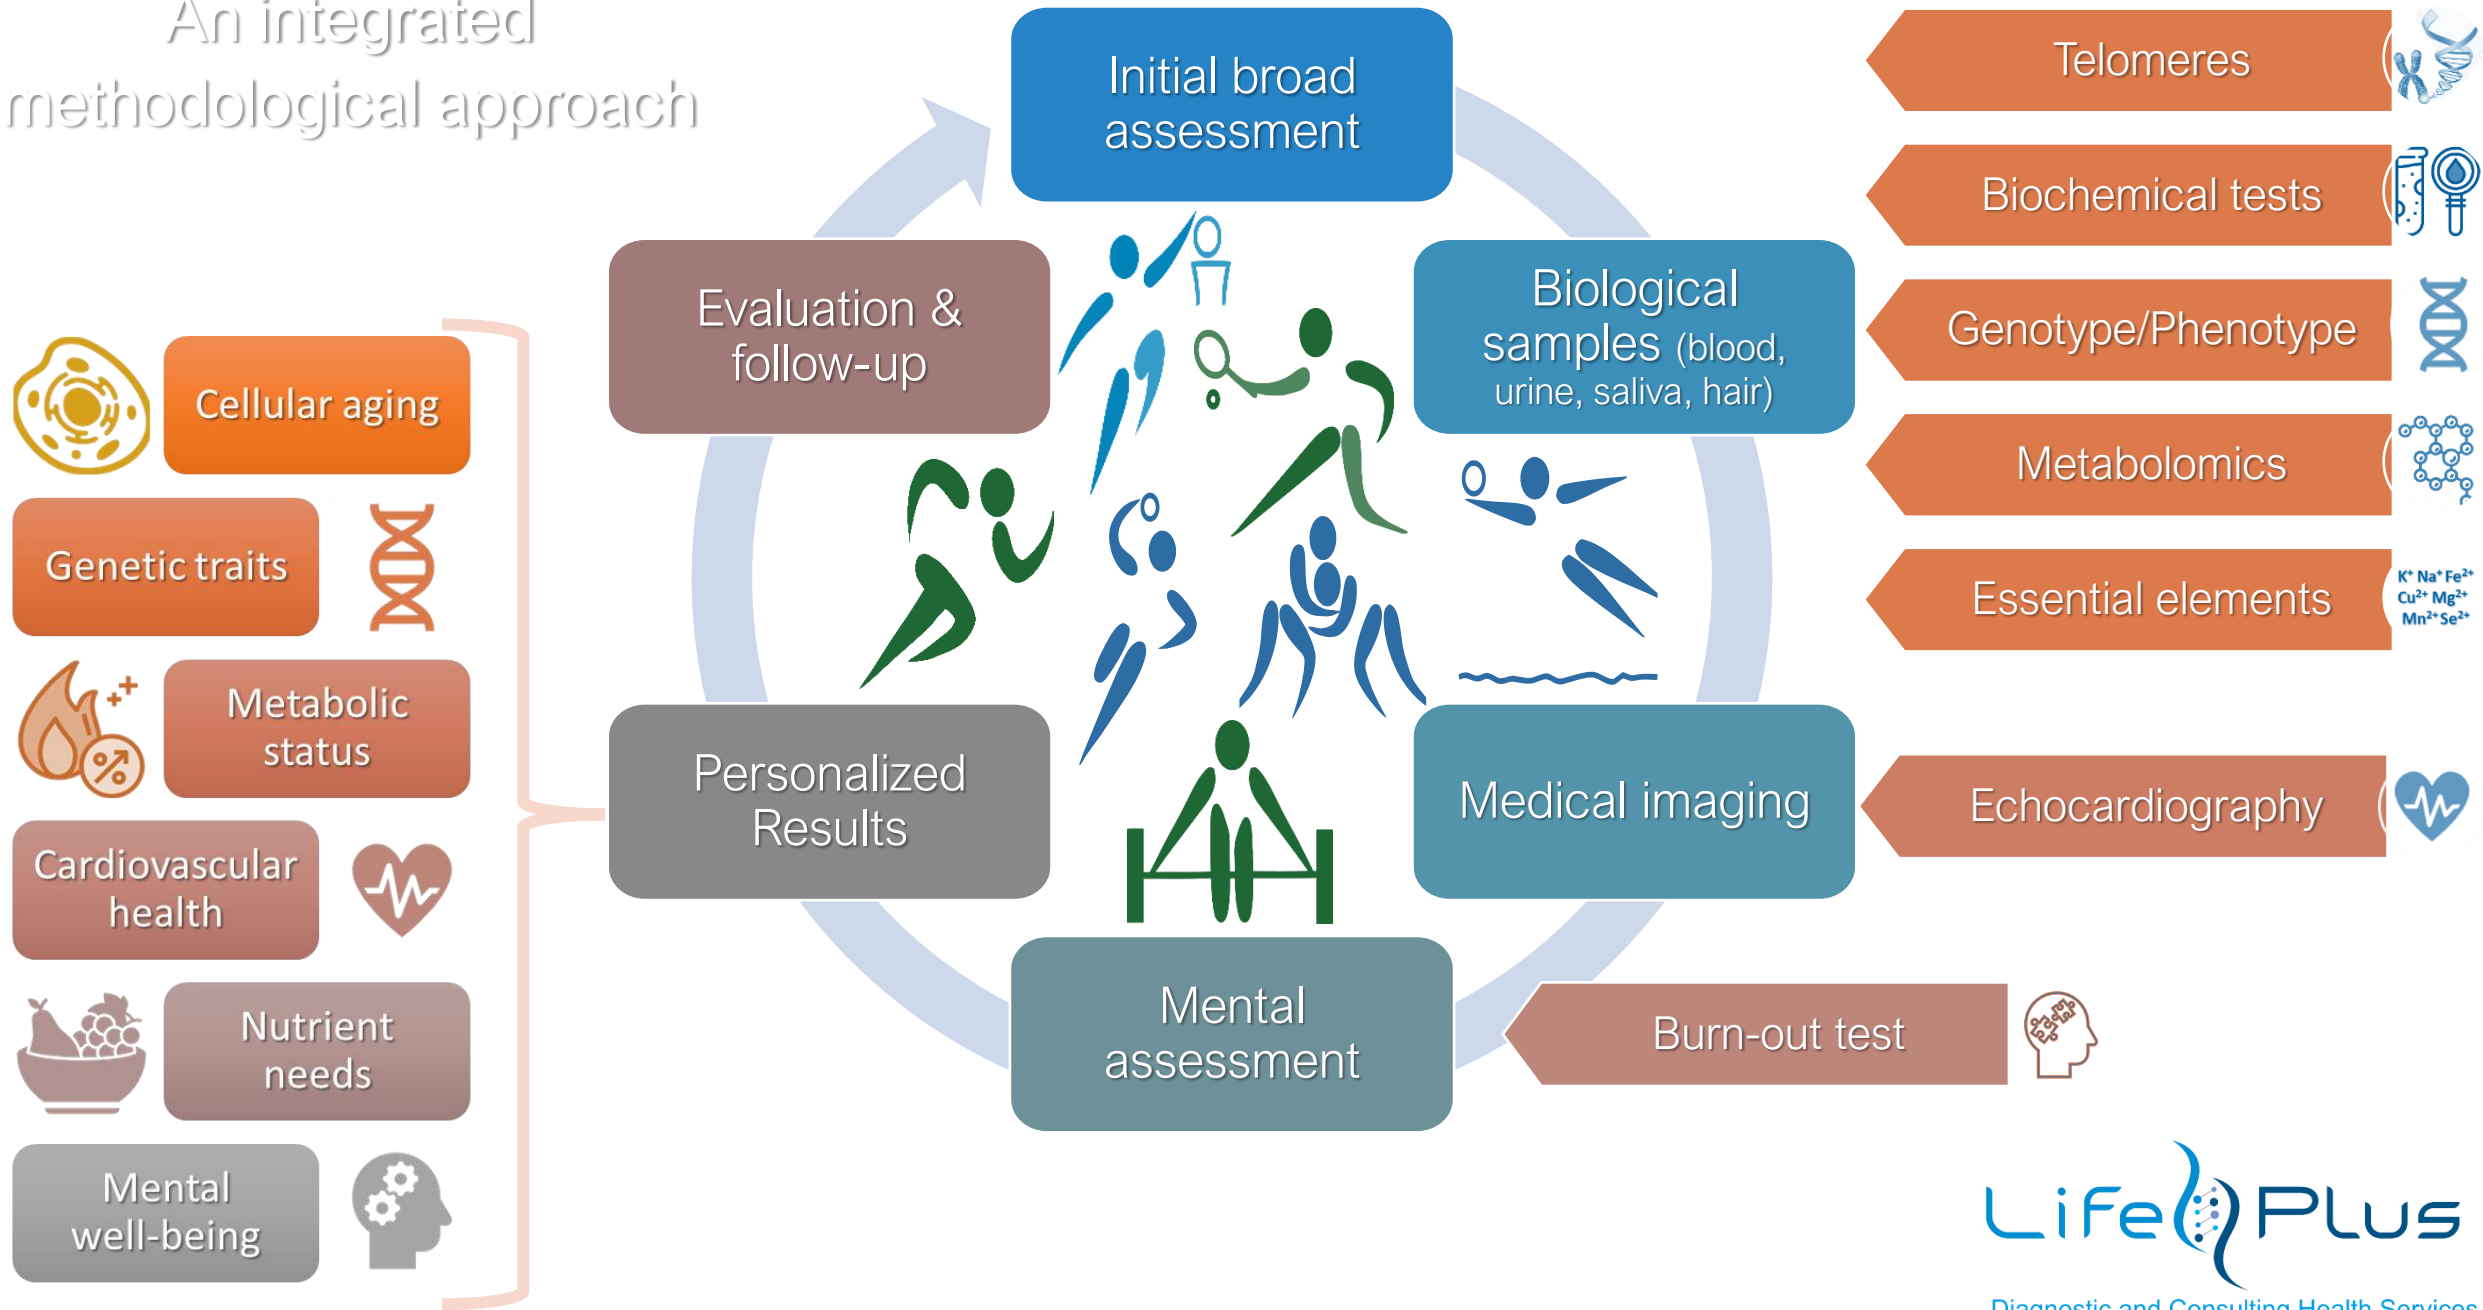 An integrated
methodological approach
Initial broad
assessment
Biological
samples (blood,
urine, saliva, hair)
Medical imaging
Mental
assessment
Personalized
Results
Evaluation &
follow-up
Telomeres
Biochemical tests
Genotype/Phenotype
Metabolomics
Essential elements
K⁺ Na⁺ Fe²⁺
Cu²⁺ Mg²⁺
Mn²⁺ Se²⁺
Echocardiography
Burn-out test
Cellular aging
Genetic traits
Metabolic
status
%
Cardiovascular
health
Nutrient
needs
Mental
well-being
Life Plus
Diagnostic and Consulting Health Services